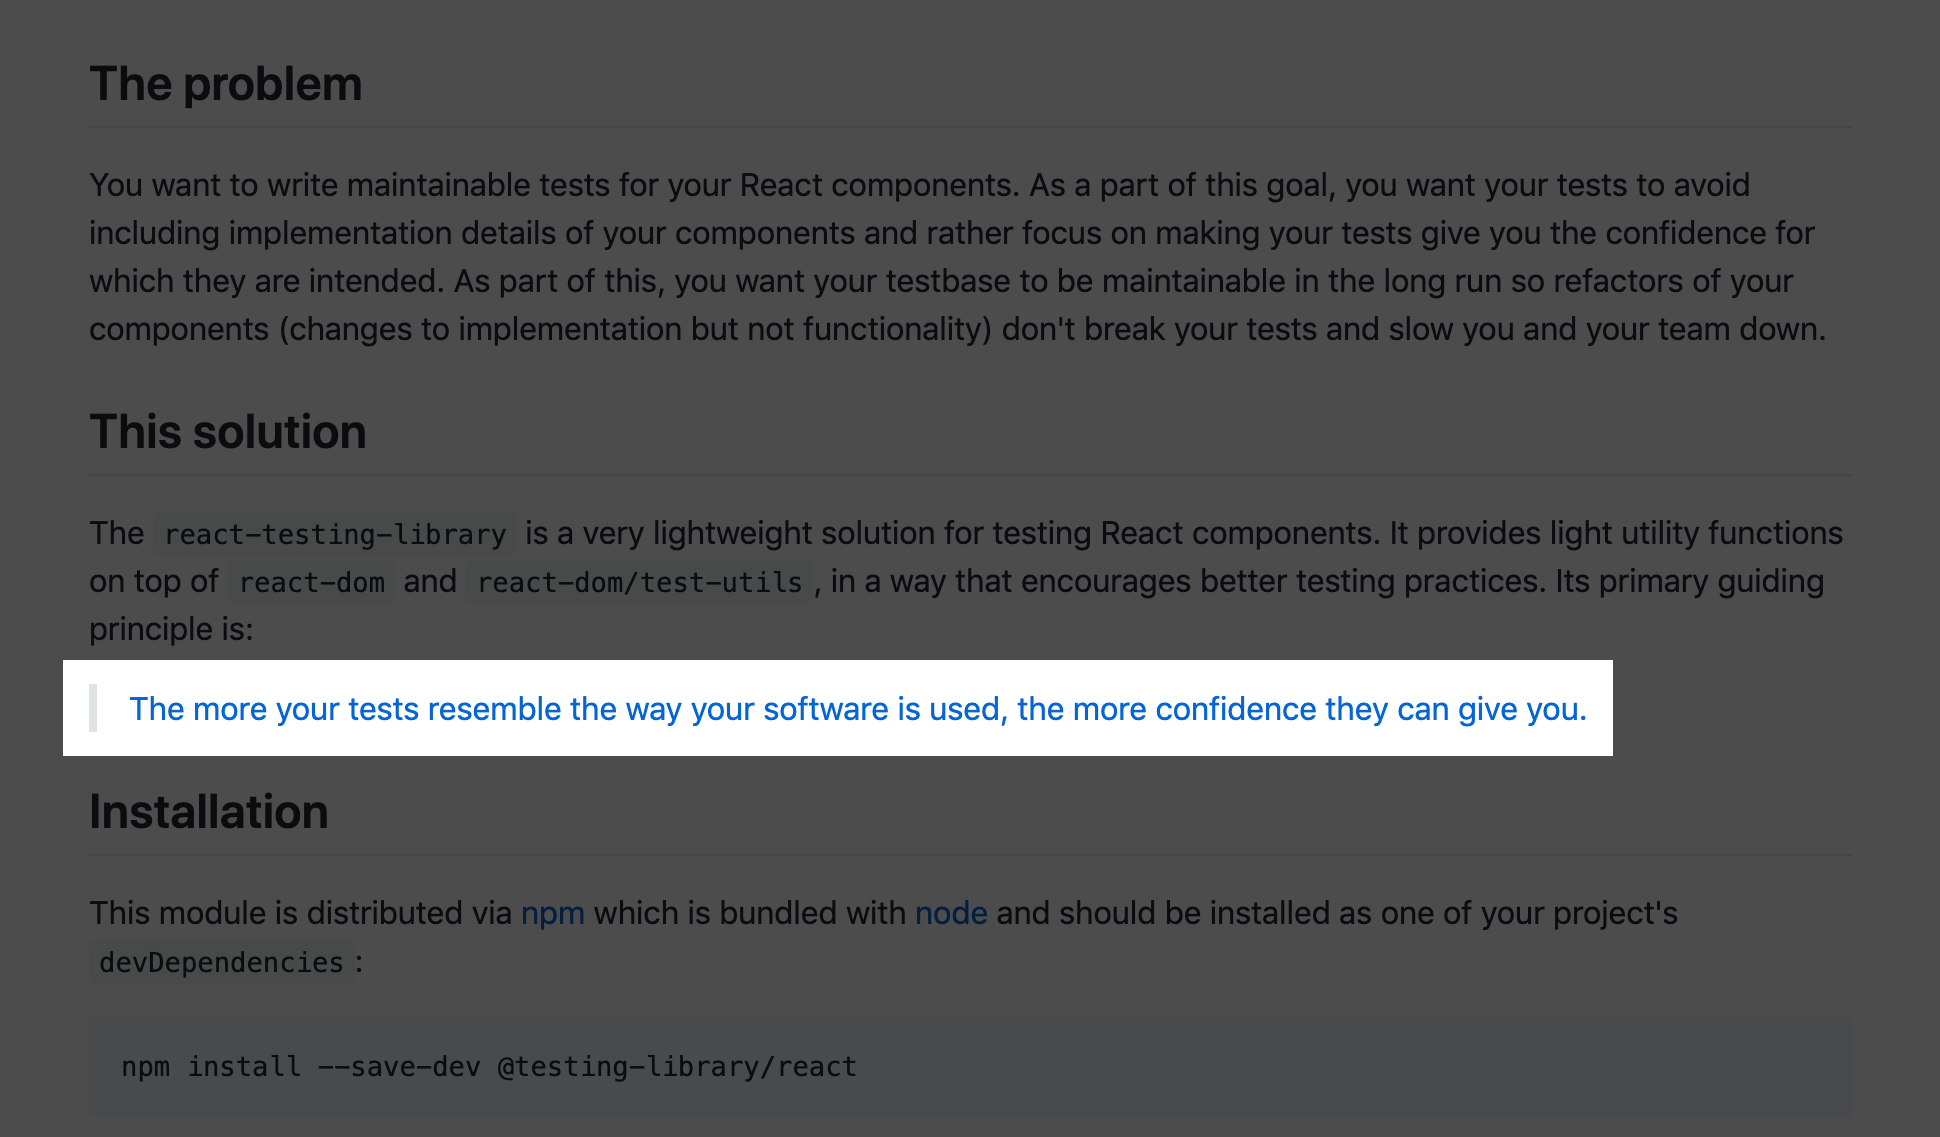 The problem
You want to write maintainable tests for your React components. As a part of this goal, you want your tests to avoid
including implementation details of your components and rather focus on making your tests give you the confidence for
which they are intended. As part of this, you want your testbase to be maintainable in the long run so refactors of your
components (changes to implementation but not functionality) don't break your tests and slow you and your team down.
This solution
The react-testing-library is a very lightweight solution for testing React components. It provides light utility functions
on top of react-dom and react-dom/test-utils, in a way that encourages better testing practices. Its primary guiding
principle is:
The more your tests resemble the way your software is used, the more confidence they can give you.
Installation
This module is distributed via npm which is bundled with node and should be installed as one of your project's
devDependencies:
npm install --save-dev @testing-library/react